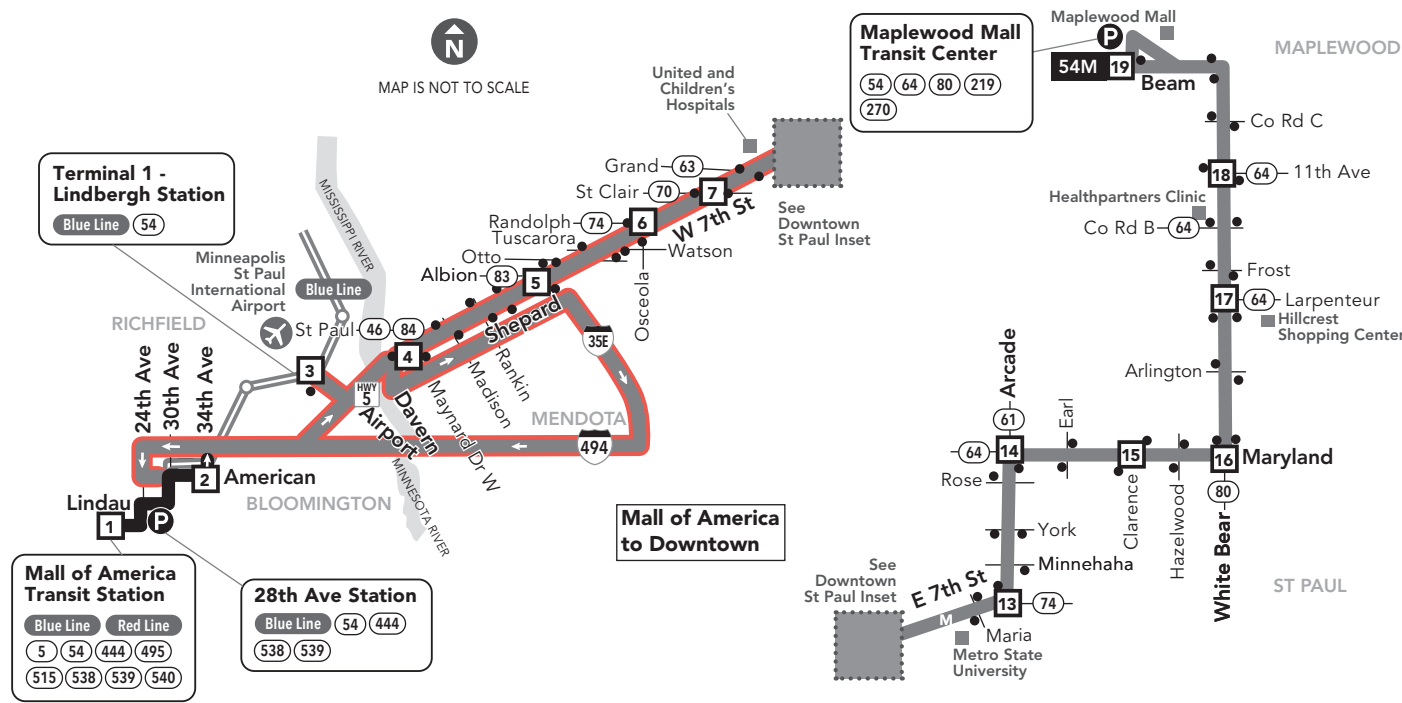 N
MAP IS NOT TO SCALE
Terminal 1 -
Lindbergh Station
Blue Line 54
MISSISSIPPI RIVER
Minneapolis
St Paul
International
Airport
Blue Line
RICHFIELD
St Paul 46 84
24th Ave
30th Ave
34th Ave
3
4
HWY
5
Airport
Davern
Maynard Dr W
Madison
Rankin
Shepard
Albion 83
5
Otto
Tuscarora
Randolph 74
6
Osceola
Watson
W 7th St
St Clair 70
7
Grand 63
United and
Children's
Hospitals
See
Downtown
St Paul Inset
35E
MENDOTA
494
MINNESOTA RIVER
2 American
BLOOMINGTON
Lindau
1
P
Mall of America
Transit Station
Blue Line Red Line
5 54 444 495
515 538 539 540
28th Ave Station
Blue Line 54 444
538 539
Mall of America
to Downtown
Maplewood Mall
Transit Center
54 64 80 219
270
Maplewood Mall
P
54M 19
Beam
MAPLEWOOD
Co Rd C
18 64 11th Ave
Healthpartners Clinic
Co Rd B 64
Frost
17 64 Larpenteur
Hillcrest
Shopping Center
Arlington
16 Maryland
80
White Bear
Hazelwood
15
Clarence
Earl
Arcade
61
64 14
Rose
York
Minnehaha
13 74
E 7th St
M
Maria
Metro State
University
See
Downtown
St Paul Inset
ST PAUL